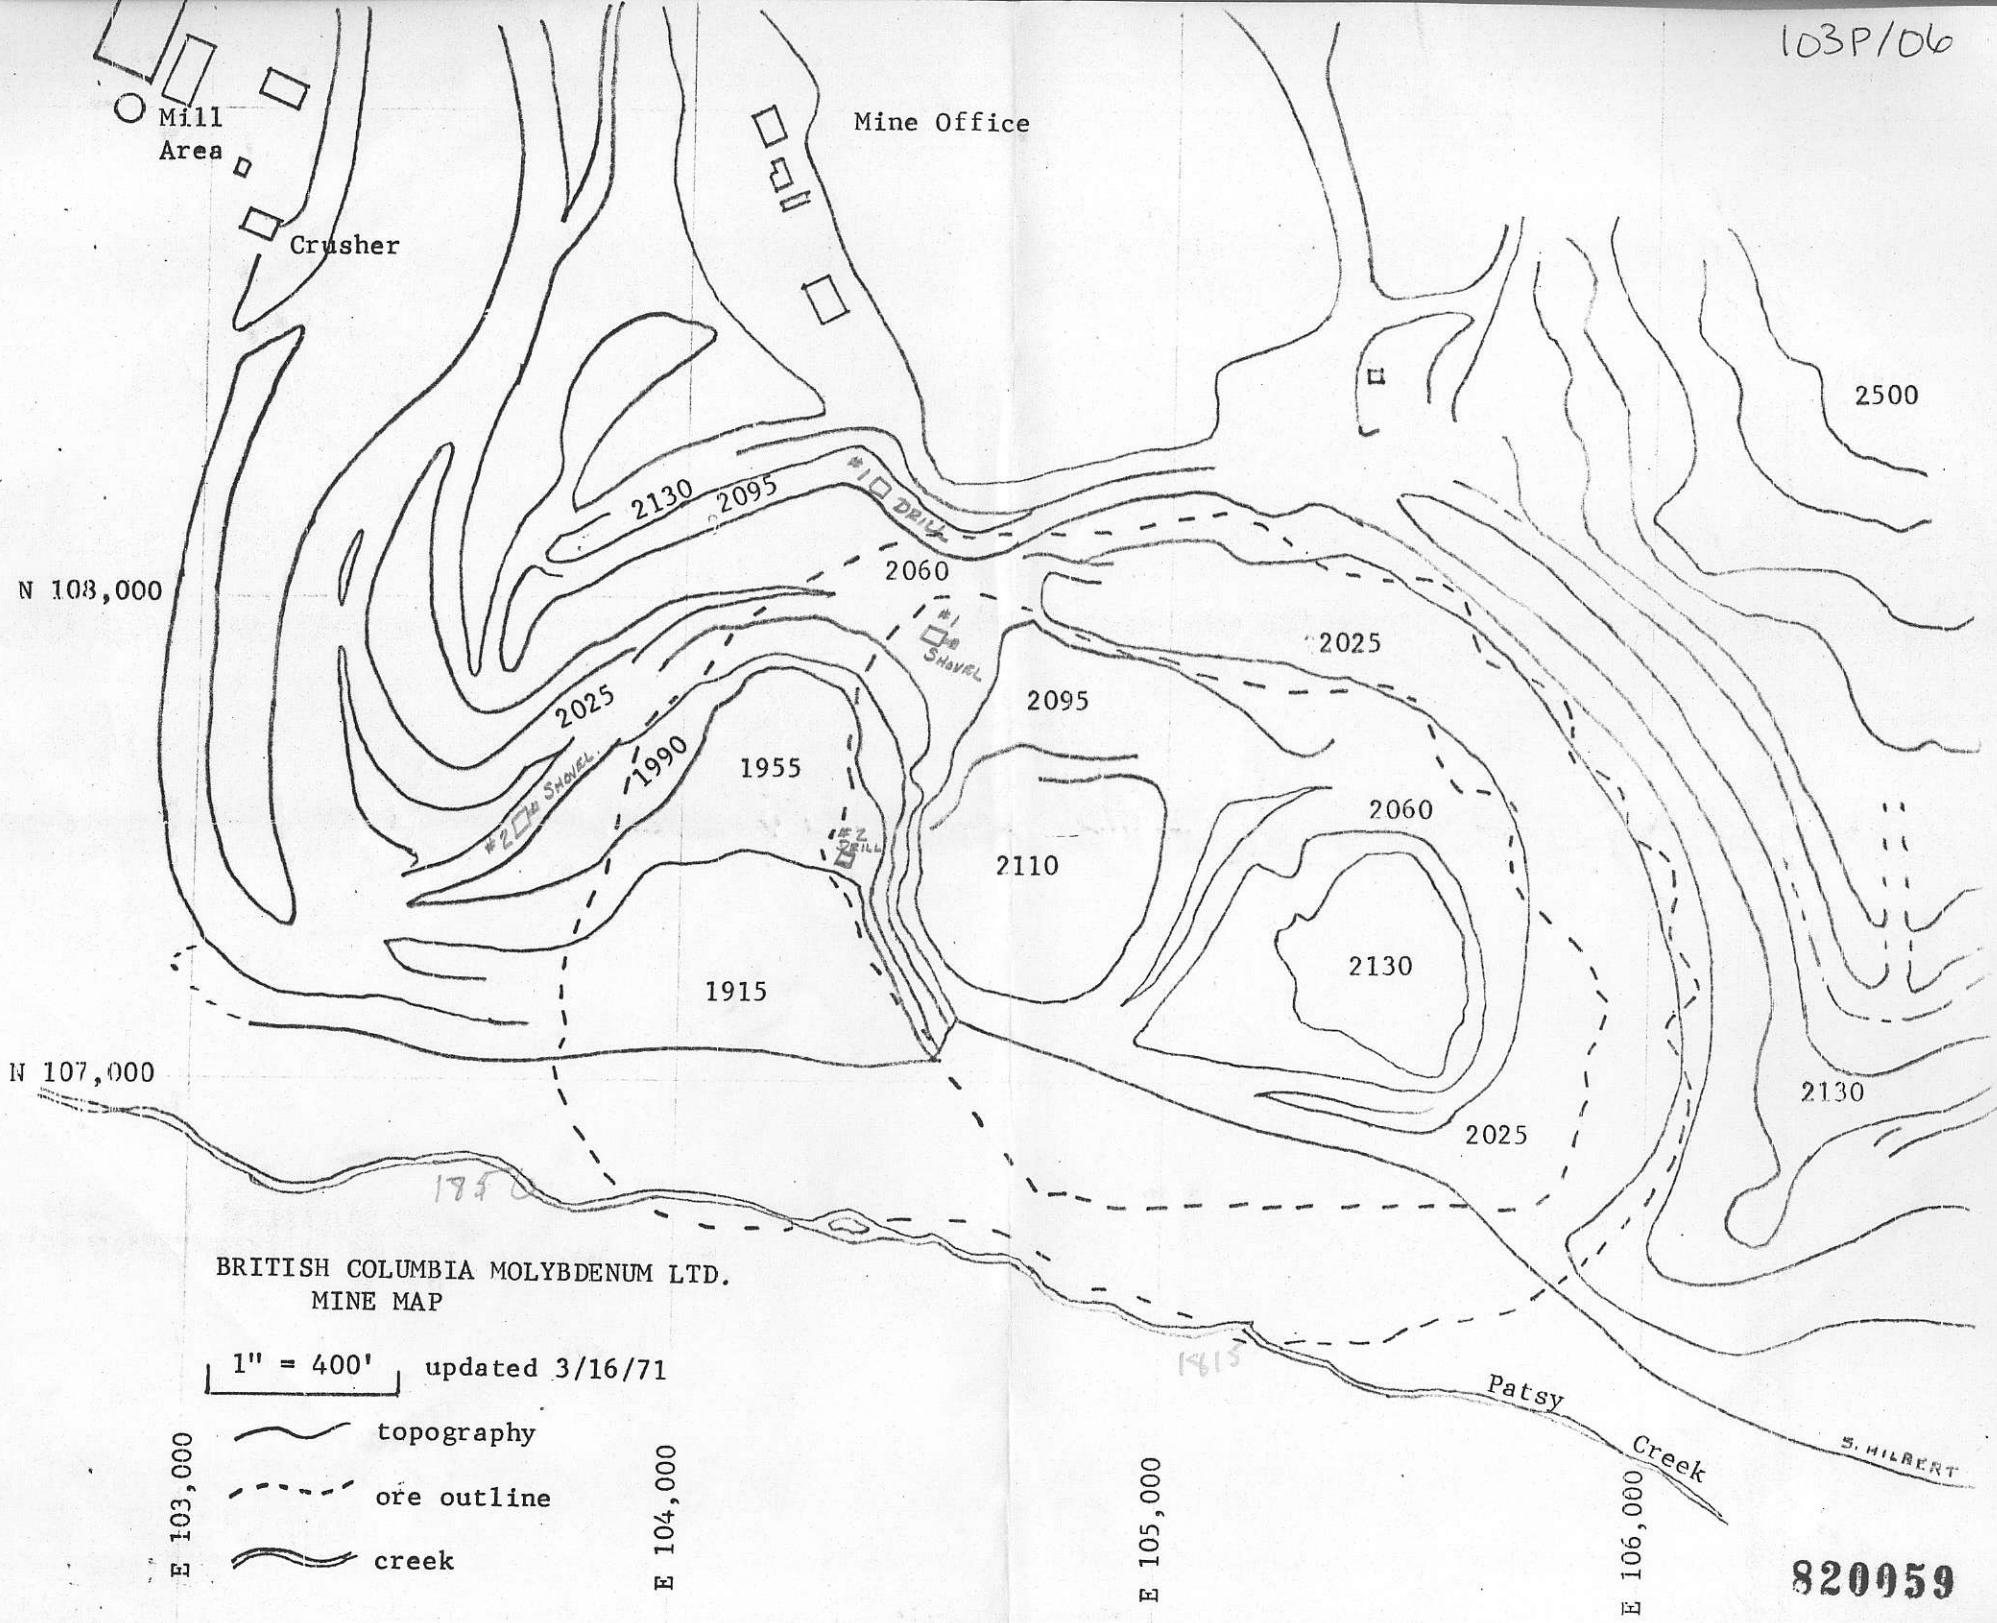 103P/06
Mill
Area
Mine Office
Crusher
2500
2130
2095
#1
DRILL
N 108,000
2060
#1
SHOVEL
2025
2025
2095
1990
1955
#2
SHOVEL
2060
#2
DRILL
2110
2130
1915
N 107,000
2130
2025
1850
BRITISH COLUMBIA MOLYBDENUM LTD.
MINE MAP
1" = 400'
updated 3/16/71
1815
Patsy
Creek
S. HILBERT
topography
ore outline
creek
E 103,000
E 104,000
E 105,000
E 106,000
820059